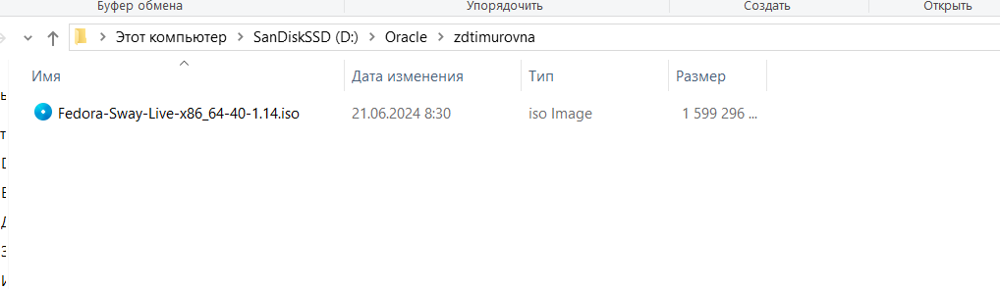 Буфер обмена Упорядочить Создать Открыть
Этот компьютер SanDiskSSD (D:) Oracle zdtimurovna
Имя Дата изменения Тип Размер
Fedora-Sway-Live-x86_64-40-1.14.iso 21.06.2024 8:30 iso Image 1 599 296 ...